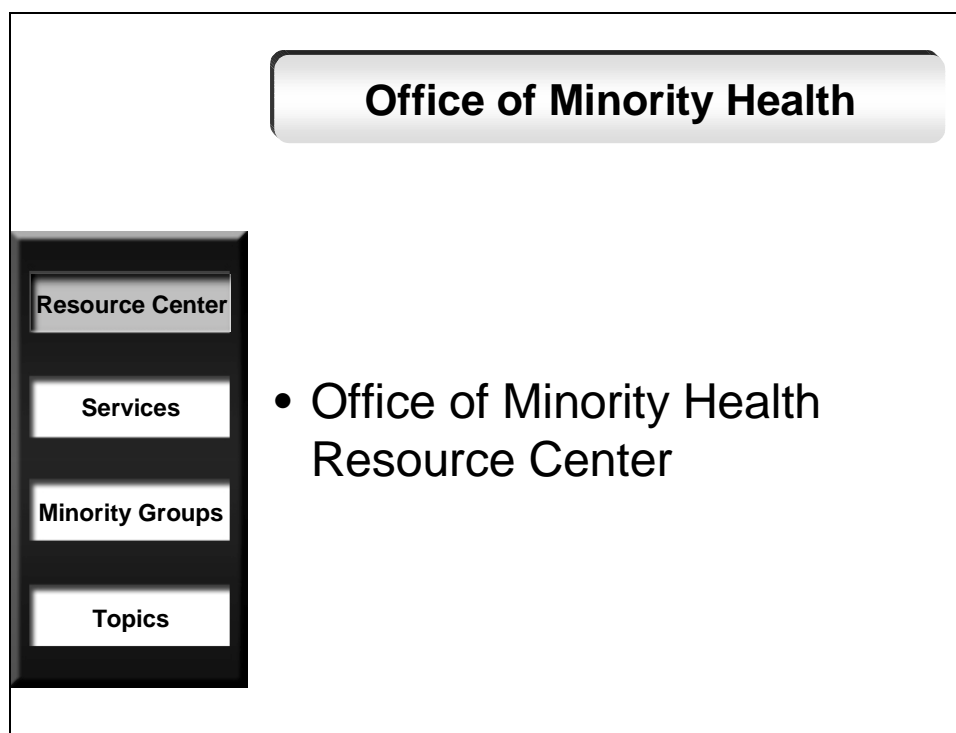 Office of Minority Health
Resource Center
Services
Minority Groups
Topics
• Office of Minority Health
Resource Center